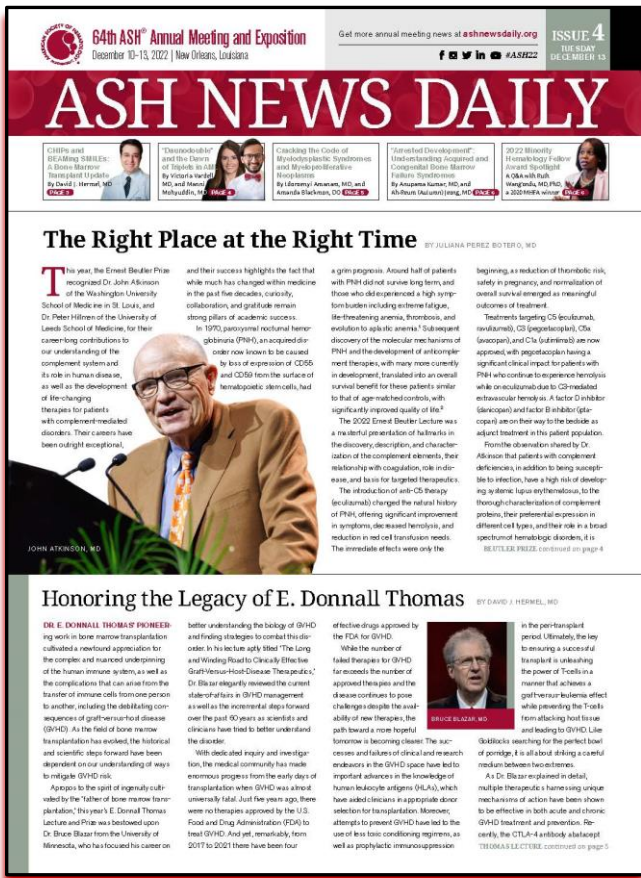 AMERICAN SOCIETY OF HEMATOLOGY
64th ASH® Annual Meeting and Exposition
December 10–13, 2022 | New Orleans, Louisiana
Get more annual meeting news at ashnewsdaily.org
#ASH22
ISSUE 4
TUESDAY
DECEMBER 13
ASH NEWS DAILY
CHIPs and
BEAMing SMILEs:
A Bone Marrow
Transplant Update
By David J. Hermel, MD
PAGE 3
"Daunodouble"
and the Dawn
of Triplets in AML
By Victoria Vardell
MD, and Manni
Mohyuddin, MD
PAGE 4
Cracking the Code of
Myelodysplastic Syndromes
and Myeloproliferative
Neoplasms
By Idoroenyi Amanam, MD, and
Amanda Blackmon, DO
PAGE 5
"Arrested Development":
Understanding Acquired and
Congenital Bone Marrow
Failure Syndromes
By Anupama Kumar, MD, and
Ah-Reum (Autumn) Jeong, MD
PAGE 6
2022 Minority
Hematology Fellow
Award Spotlight
A Q&A with Ruth
Wang'ondu, MD, PhD,
a 2020 MHFA winner
PAGE 6
The Right Place at the Right Time
BY JULIANA PEREZ BOTERO, MD
This year, the Ernest Beutler Prize
recognized Dr. John Atkinson
of the Washington University
School of Medicine in St. Louis, and
Dr. Peter Hillmen of the University of
Leeds School of Medicine, for their
career-long contributions to
our understanding of the
complement system and
its role in human disease,
as well as the development
of life-changing
therapies for patients
with complement-mediated
disorders. Their careers have
been outright exceptional,
and their success highlights the fact that
while much has changed within medicine
in the past five decades, curiosity,
collaboration, and gratitude remain
strong pillars of academic success.
In 1970, paroxysmal nocturnal hemo-
globinuria (PNH), an acquired dis-
order now known to be caused
by loss of expression of CD55
and CD59 from the surface of
hematopoietic stem cells, had
a grim prognosis. Around half of patients
with PNH did not survive long term, and
those who did experienced a high symp-
tom burden including extreme fatigue,
life-threatening anemia, thrombosis, and
evolution to aplastic anemia.¹ Subsequent
discovery of the molecular mechanisms of
PNH and the development of anticomple-
ment therapies, with many more currently
in development, translated into an overall
survival benefit for these patients similar
to that of age-matched controls, with
significantly improved quality of life.²
The 2022 Ernest Beutler Lecture was
a masterful presentation of hallmarks in
the discovery, description, and character-
ization of the complement elements, their
relationship with coagulation, role in dis-
ease, and basis for targeted therapeutics.
The introduction of anti-C5 therapy
(eculizumab) changed the natural history
of PNH, offering significant improvement
in symptoms, decreased hemolysis, and
reduction in red cell transfusion needs.
The immediate effects were only the
beginning, as reduction of thrombotic risk,
safety in pregnancy, and normalization of
overall survival emerged as meaningful
outcomes of treatment.
Treatments targeting C5 (eculizumab,
ravulizumab), C3 (pegcetacoplan), C5a
(avacopan), and C1a (sutimlimab) are now
approved, with pegcetacoplan having a
significant clinical impact for patients with
PNH who continue to experience hemolysis
while on eculizumab due to C3-mediated
extravascular hemolysis. A factor D inhibitor
(danicopan) and factor B inhibitor (ipta-
copan) are on their way to the bedside as
adjunct treatment in this patient population.
From the observation shared by Dr.
Atkinson that patients with complement
deficiencies, in addition to being suscepti-
ble to infection, have a high risk of develop-
ing systemic lupus erythematosus, to the
thorough characterization of complement
proteins, their preferential expression in
different cell types, and their role in a broad
spectrum of hematologic disorders, it is
BEUTLER PRIZE continued on page 4
JOHN ATKINSON, MD
Honoring the Legacy of E. Donnall Thomas
BY DAVID J. HERMEL, MD
DR. E. DONNALL THOMAS' PIONEER-
ing work in bone marrow transplantation
cultivated a newfound appreciation for
the complex and nuanced underpinning
of the human immune system, as well as
the complications that can arise from the
transfer of immune cells from one person
to another, including the debilitating con-
sequences of graft-versus-host disease
(GVHD). As the field of bone marrow
transplantation has evolved, the historical
and scientific steps forward have been
dependent on our understanding of ways
to mitigate GVHD risk.
Apropos to the spirit of ingenuity culti-
vated by the "father of bone marrow trans-
plantation," this year's E. Donnall Thomas
Lecture and Prize was bestowed upon
Dr. Bruce Blazar from the University of
Minnesota, who has focused his career on
better understanding the biology of GVHD
and finding strategies to combat this dis-
order. In his lecture aptly titled "The Long
and Winding Road to Clinically Effective
Graft-Versus-Host-Disease Therapeutics,"
Dr. Blazar elegantly reviewed the current
state-of-affairs in GVHD management
as well as the incremental steps forward
over the past 60 years as scientists and
clinicians have tried to better understand
the disorder.
With dedicated inquiry and investiga-
tion, the medical community has made
enormous progress from the early days of
transplantation when GVHD was almost
universally fatal. Just five years ago, there
were no therapies approved by the U.S.
Food and Drug Administration (FDA) to
treat GVHD. And yet, remarkably, from
2017 to 2021 there have been four
effective drugs approved by
the FDA for GVHD.
While the number of
failed therapies for GVHD
far exceeds the number of
approved therapies and the
disease continues to pose
challenges despite the avail-
ability of new therapies, the
path toward a more hopeful
tomorrow is becoming clearer. The suc-
cesses and failures of clinical and research
endeavors in the GVHD space have led to
important advances in the knowledge of
human leukocyte antigens (HLAs), which
have aided clinicians in appropriate donor
selection for transplantation. Moreover,
attempts to prevent GVHD have led to the
use of less toxic conditioning regimens, as
well as prophylactic immunosuppression
BRUCE BLAZAR, MD
in the peri-transplant
period. Ultimately, the key
to ensuring a successful
transplant is unleashing
the power of T-cells in a
manner that achieves a
graft-versus-leukemia effect
while preventing the T-cells
from attacking host tissue
and leading to GVHD. Like
Goldilocks searching for the perfect bowl
of porridge, it is all about striking a careful
medium between two extremes.
As Dr. Blazar explained in detail,
multiple therapeutics harnessing unique
mechanisms of action have been shown
to be effective in both acute and chronic
GVHD treatment and prevention. Re-
cently, the CTLA-4 antibody abatacept
THOMAS LECTURE continued on page 5